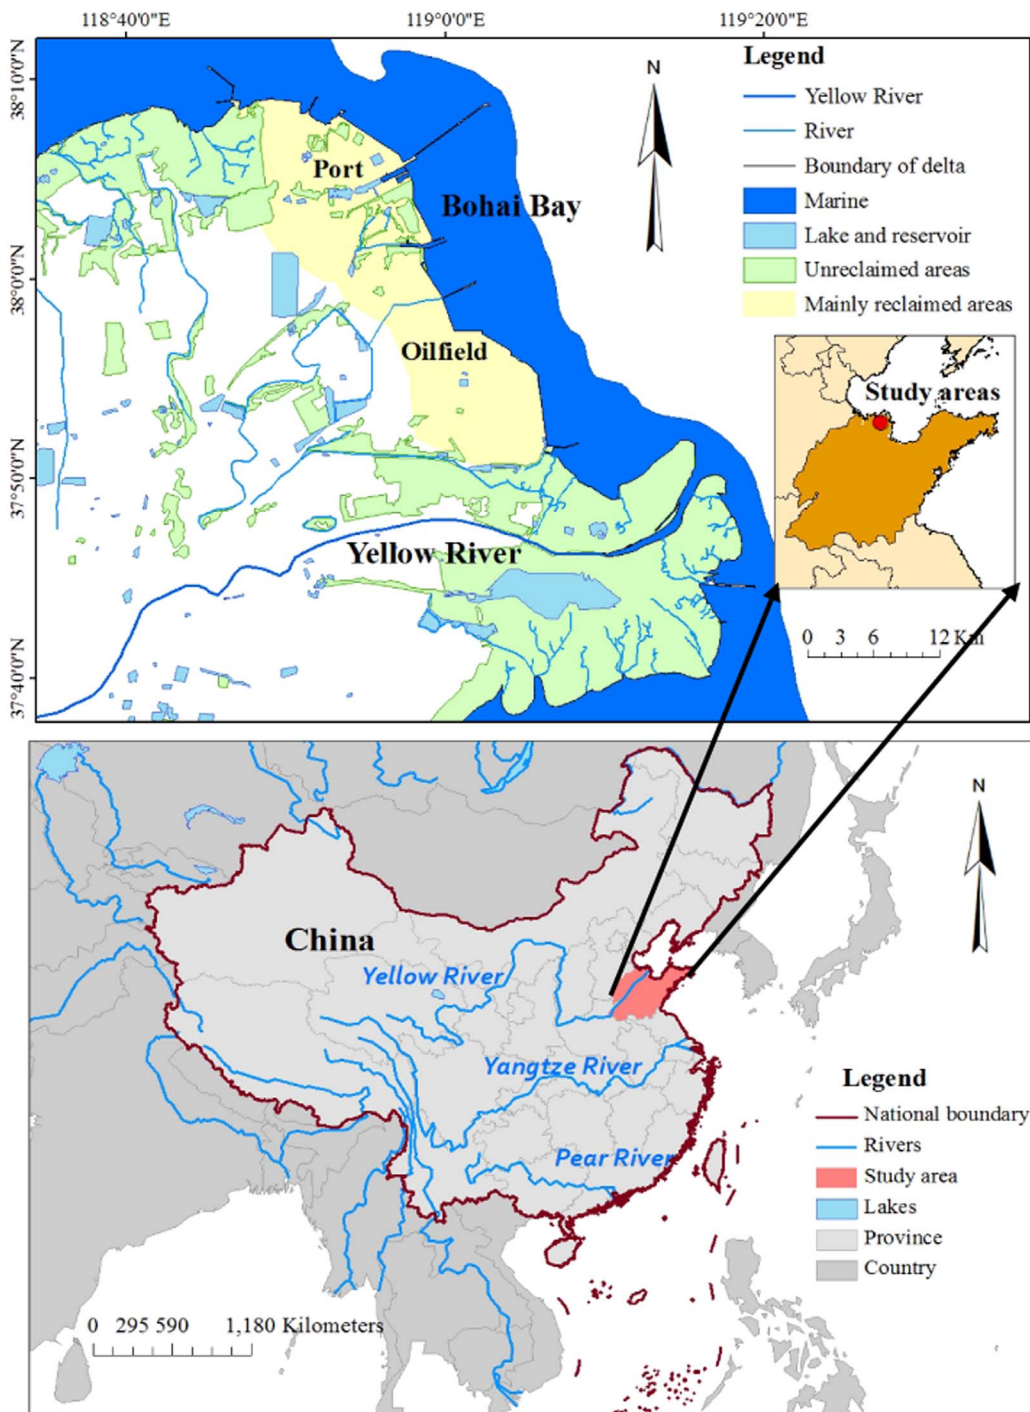 118°40'0"E
119°0'0"E
119°20'0"E
38°10'0"N
38°0'0"N
37°50'0"N
37°40'0"N
Port
Bohai Bay
Oilfield
Yellow River
N
Legend
Yellow River
River
Boundary of delta
Marine
Lake and reservoir
Unreclaimed areas
Mainly reclaimed areas
Study areas
0 3 6 12 Km
China
Yellow River
Yangtze River
Pear River
N
Legend
National boundary
Rivers
Study area
Lakes
Province
Country
0 295 590 1,180 Kilometers